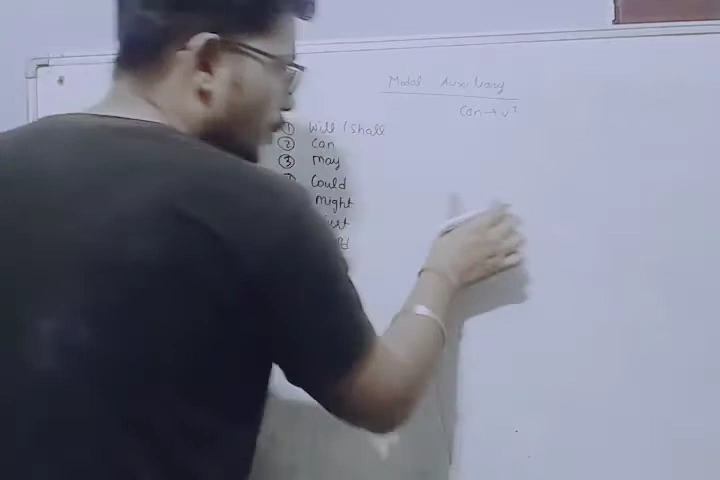 Modal Auxiliary
Can → v¹
① Will / Shall
② Can
③ May
Could
Might